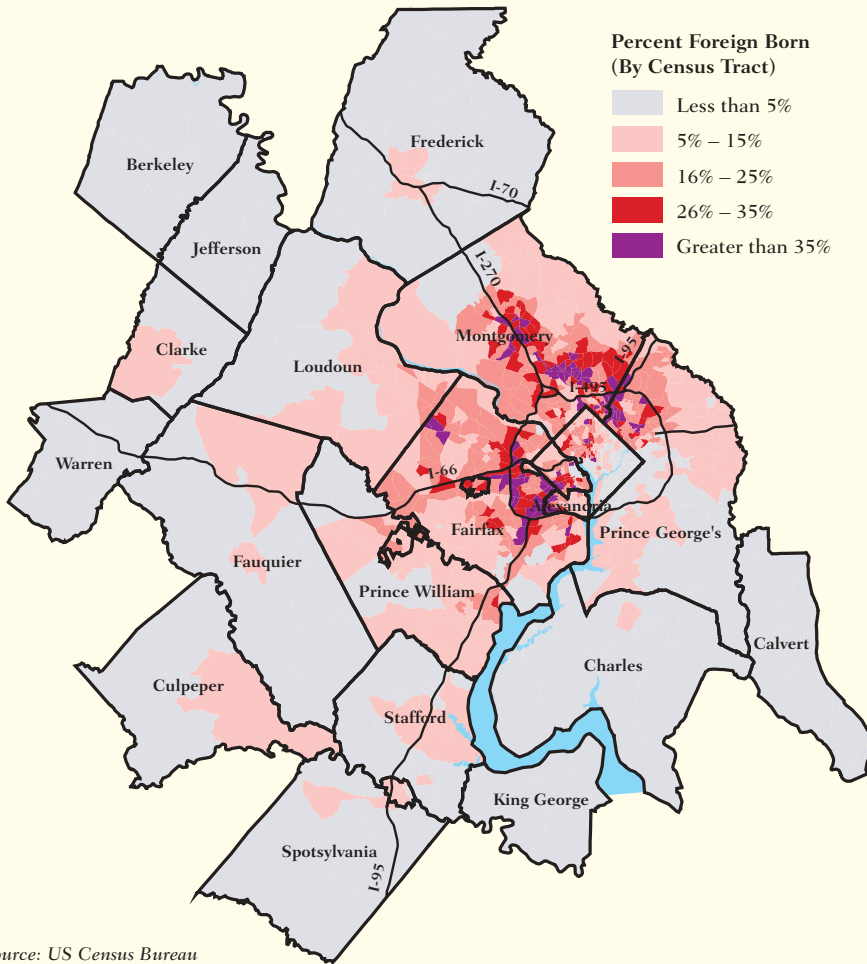 Percent Foreign Born
(By Census Tract)
Less than 5%
5% – 15%
16% – 25%
26% – 35%
Greater than 35%
Frederick
Berkeley
I-70
Jefferson
I-270
Clarke
Montgomery
I-95
Loudoun
I-495
Warren
I-66
Alexandria
Fairfax
Prince George's
Fauquier
Prince William
Calvert
Charles
Culpeper
Stafford
King George
Spotsylvania
I-95
ource: US Census Bureau